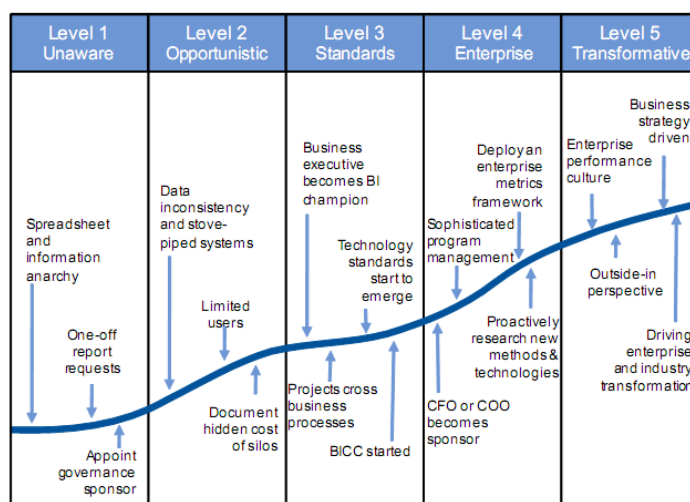 Level 1
Unaware
Level 2
Opportunistic
Level 3
Standards
Level 4
Enterprise
Level 5
Transformative
Spreadsheet
and
information
anarchy
One-off
report
requests
Appoint
governance
sponsor
Data
inconsistency
and stove-
piped systems
Limited
users
Document
hidden cost
of silos
Business
executive
becomes BI
champion
Technology
standards
start to
emerge
Projects cross
business
processes
BICC started
Deploy an
enterprise
metrics
framework
Sophisticated
program
management
Proactively
research new
methods &
technologies
CFO or COO
becomes
sponsor
Business
strategy
driven
Enterprise
performance
culture
Outside-in
perspective
Driving
enterprise
and industry
transformation